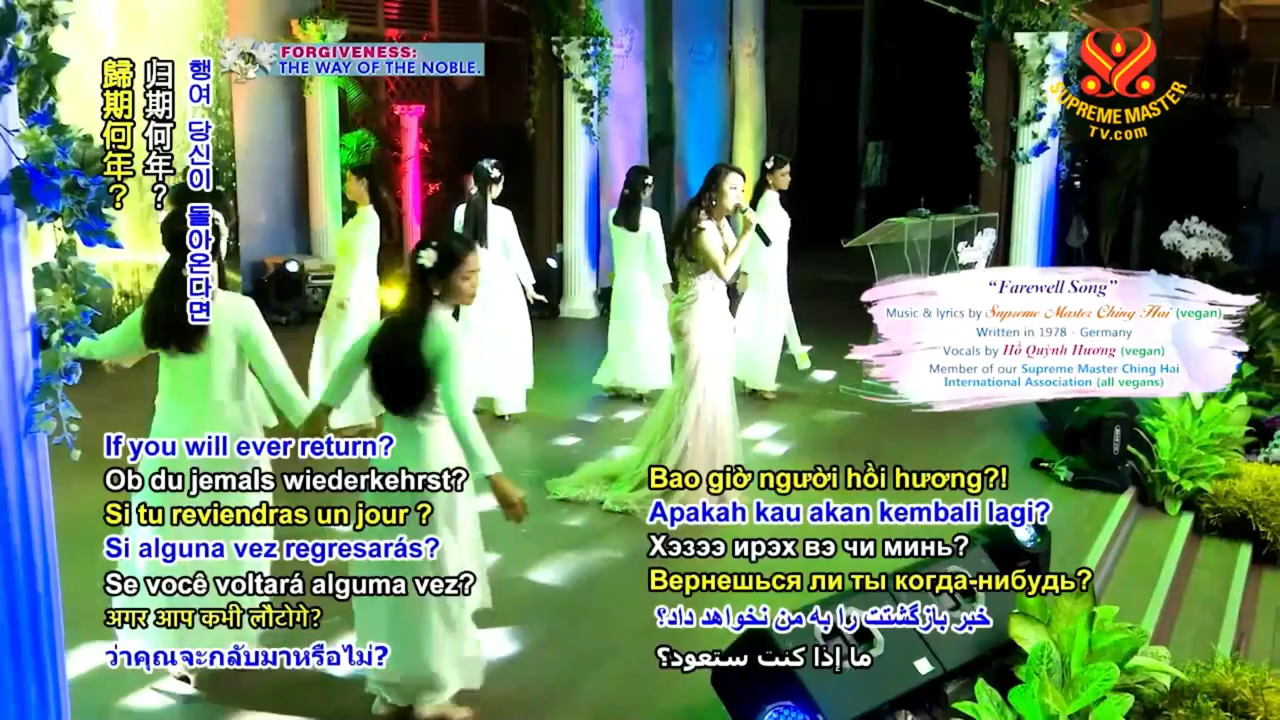 FORGIVENESS:
THE WAY OF THE NOBLE.
SUPREME MASTER
TV.com
歸期何年?
归期何年?
행여 당신이 돌아온다면
"Farewell Song"
Music & lyrics by Supreme Master Ching Hai (vegan)
Written in 1978 - Germany
Vocals by Hồ Quỳnh Hương (vegan)
Member of our Supreme Master Ching Hai
International Association (all vegans)
If you will ever return?
Ob du jemals wiederkehrst?
Si tu reviendras un jour ?
Si alguna vez regresarás?
Se você voltará alguma vez?
अगर आप कभी लौटोगे?
ว่าคุณจะกลับมาหรือไม่?
Bao giờ người hồi hương?!
Apakah kau akan kembali lagi?
Хэзээ ирэх вэ чи минь?
Вернешься ли ты когда-нибудь?
خبر بازگشتت را به من نخواهد داد؟
ما إذا كنت ستعود؟